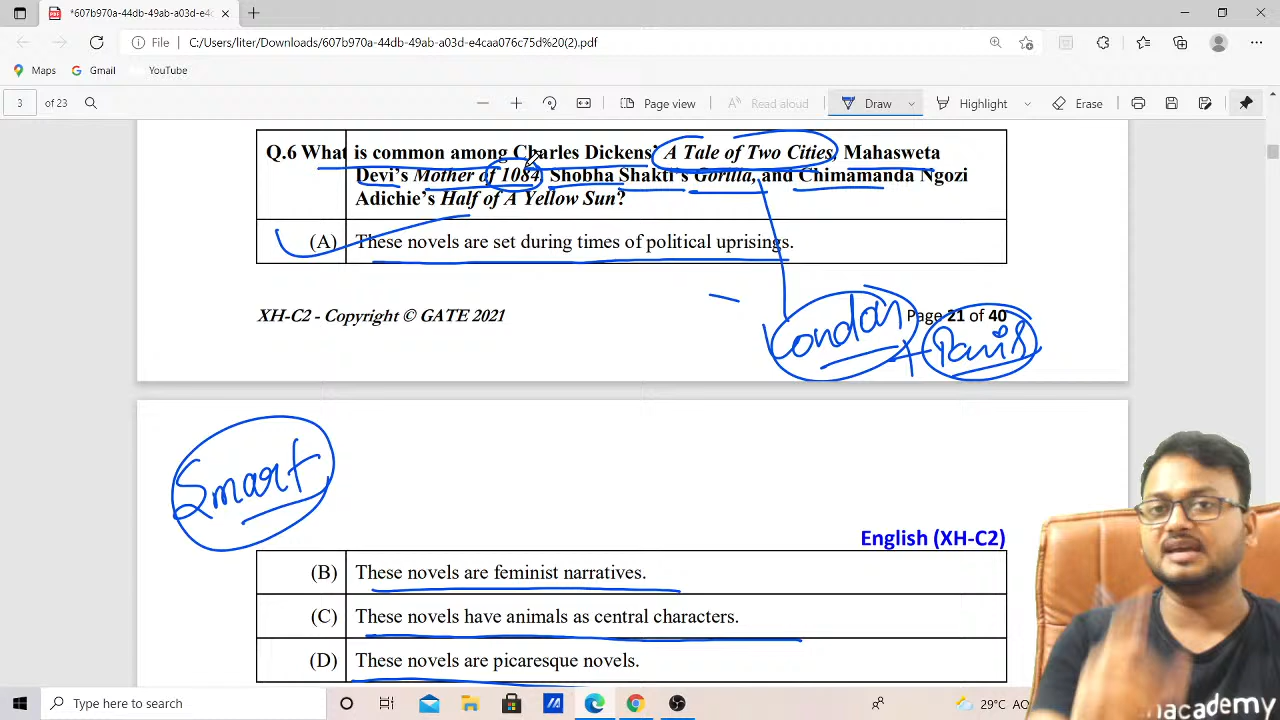 *607b970a-44db-49ab-a03d-e4caa
File
C:/Users/liter/Downloads/607b970a-44db-49ab-a03d-e4caa076c75d%20(2).pdf
Maps
Gmail
YouTube
3
of 23
Page view
Read aloud
Draw
Highlight
Erase
Q.6 What is common among Charles Dickens' A Tale of Two Cities, Mahasweta
Devi's Mother of 1084, Shobha Shakti's Gorilla, and Chimamanda Ngozi
Adichie's Half of A Yellow Sun?
(A) These novels are set during times of political uprisings.
XH-C2 - Copyright © GATE 2021
Page 21 of 40
London + Paris
Smart
English (XH-C2)
(B) These novels are feminist narratives.
(C) These novels have animals as central characters.
(D) These novels are picaresque novels.
nacademy
Type here to search
29°C AO